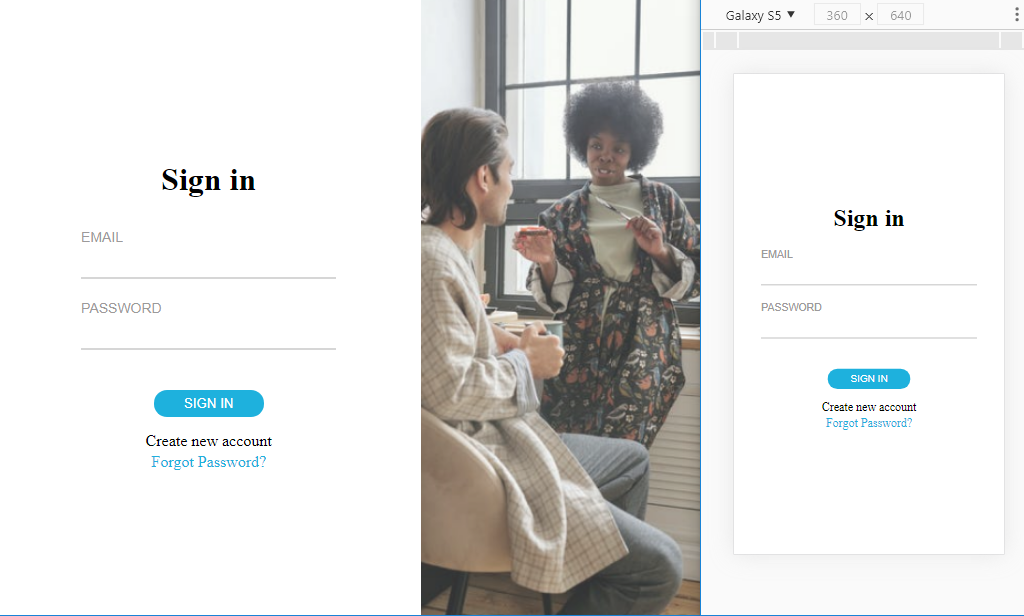 Sign in
EMAIL
PASSWORD
SIGN IN
Create new account
Forgot Password?
Galaxy S5 ▼ 360 x 640
Sign in
EMAIL
PASSWORD
SIGN IN
Create new account
Forgot Password?